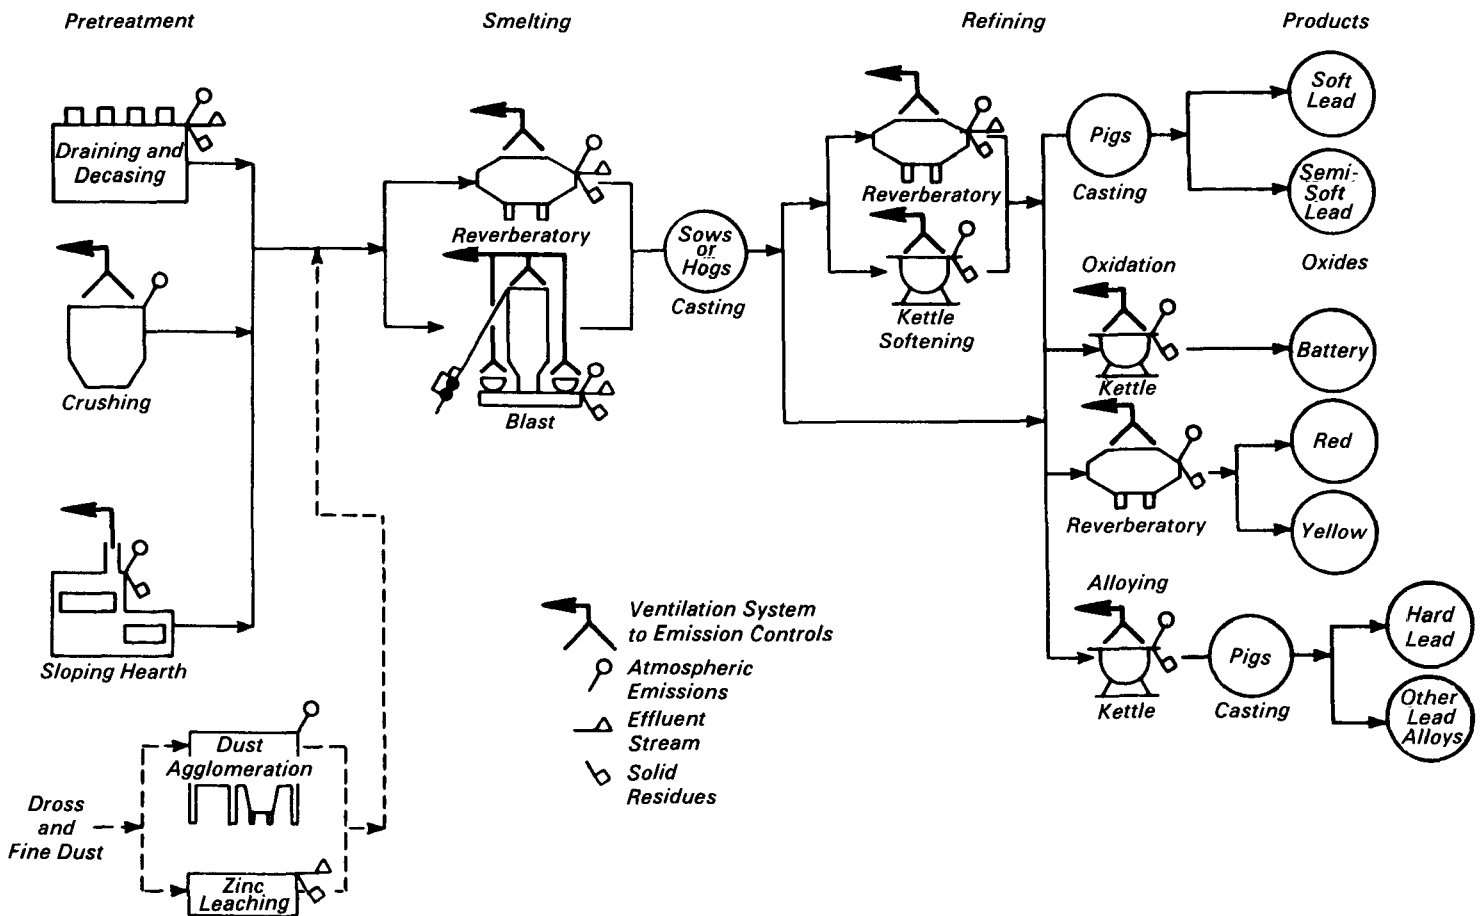 Pretreatment
Smelting
Refining
Products
Draining and
Decasing
Crushing
Sloping Hearth
Dross
and
Fine Dust
Dust
Agglomeration
Zinc
Leaching
Reverberatory
Blast
Sows
or
Hogs
Casting
Reverberatory
Kettle
Softening
Pigs
Casting
Soft
Lead
Semi-
Soft
Lead
Oxidation
Oxides
Kettle
Battery
Reverberatory
Red
Yellow
Alloying
Kettle
Pigs
Casting
Hard
Lead
Other
Lead
Alloys
Ventilation System
to Emission Controls
Atmospheric
Emissions
Effluent
Stream
Solid
Residues